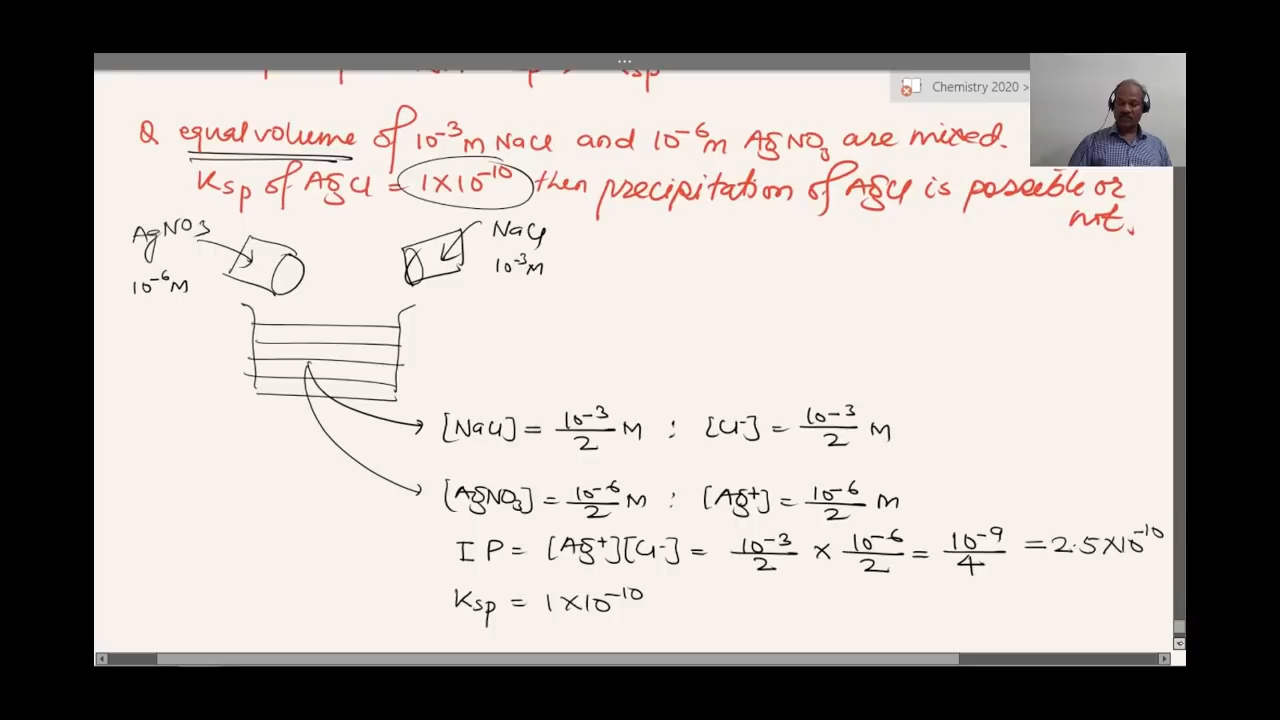 ...
Ksp
Chemistry 2020 >
Q equal volume of 10⁻³ M NaCl and 10⁻⁶ M AgNO₃ are mixed.
Ksp of AgCl = 1×10⁻¹⁰ then precipitation of AgCl is possible or
not.
AgNO₃
NaCl
10⁻⁶ M
10⁻³ M
[NaCl] = 10⁻³/2 M : [Cl⁻] = 10⁻³/2 M
[AgNO₃] = 10⁻⁶/2 M : [Ag⁺] = 10⁻⁶/2 M
IP = [Ag⁺][Cl⁻] = 10⁻³/2 × 10⁻⁶/2 = 10⁻⁹/4 = 2.5×10⁻¹⁰
Ksp = 1×10⁻¹⁰